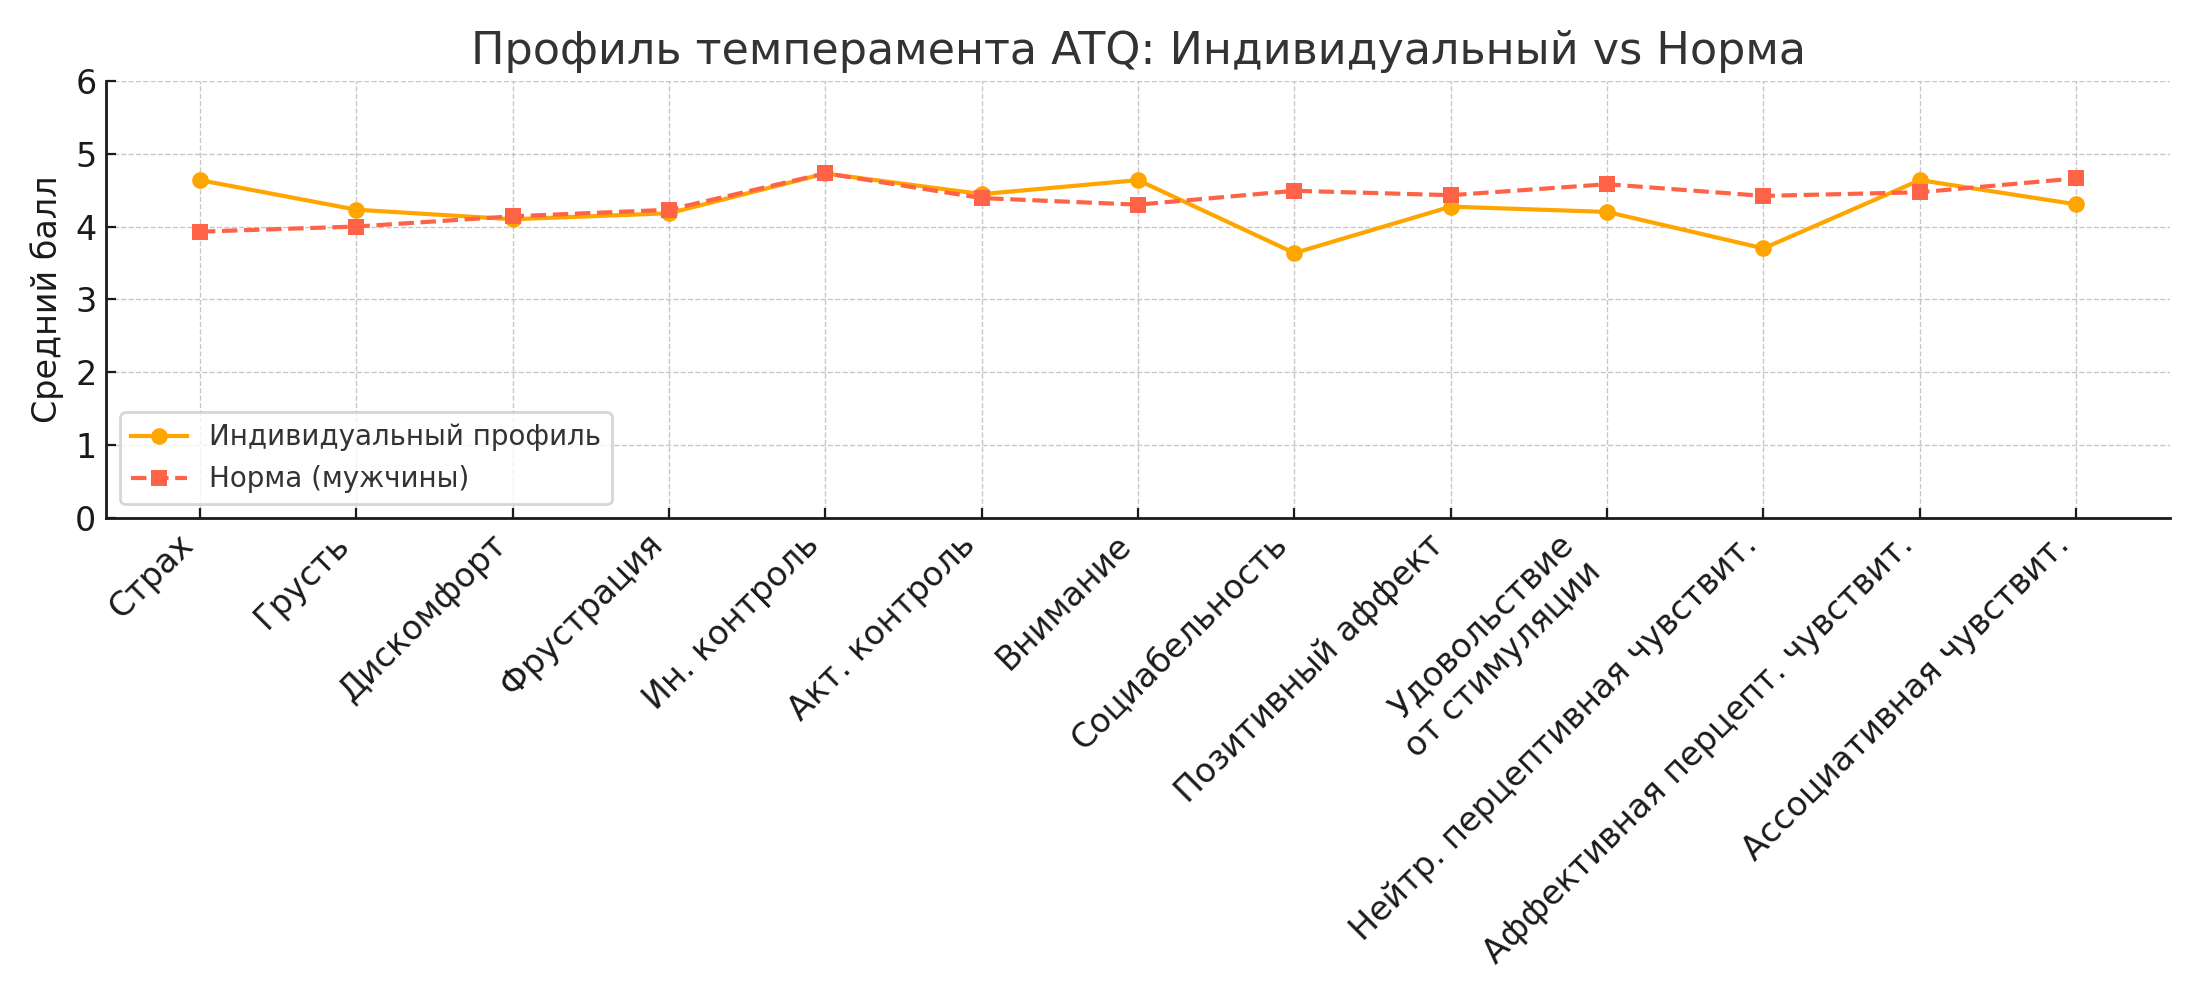 Профиль темперамента ATQ: Индивидуальный vs Норма
Средний балл
6
5
4
3
2
1
0
Индивидуальный профиль
Норма (мужчины)
Страх
Грусть
Дискомфорт
Фрустрация
Ин. контроль
Акт. контроль
Внимание
Социабельность
Позитивный аффект
Удовольствие
от стимуляции
Нейтр. перцептивная чувствит.
Аффективная перцепт. чувствит.
Ассоциативная чувствит.